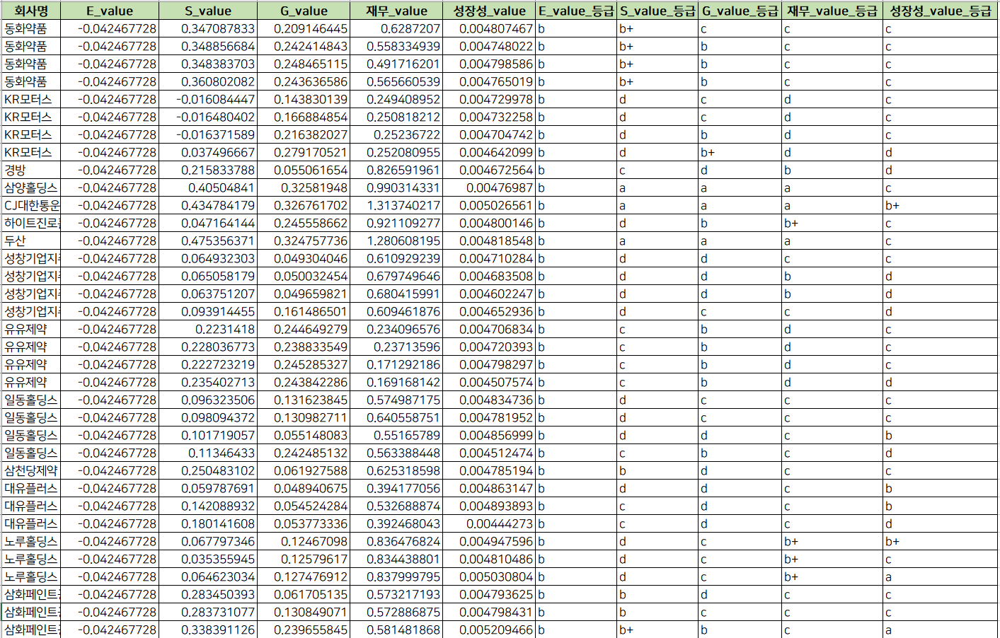 회사명 E_value S_value G_value 재무_value 성장성_value E_value_등급 S_value_등급 G_value_등급 재무_value_등급 성장성_value_등급
동화약품 -0.042467728 0.347087833 0.209146445 0.6287207 0.004807467 b b+ c c c
동화약품 -0.042467728 0.348856684 0.242414843 0.558334939 0.004748022 b b+ b c c
동화약품 -0.042467728 0.348383703 0.248465115 0.491716201 0.004798586 b b+ b c c
동화약품 -0.042467728 0.360802082 0.243636586 0.565660539 0.004765019 b b+ b c c
KR모터스 -0.042467728 -0.016084447 0.143830139 0.249408952 0.004729978 b d c d c
KR모터스 -0.042467728 -0.016480402 0.166884854 0.250818212 0.004732258 b d c d c
KR모터스 -0.042467728 -0.016371589 0.216382027 0.25236722 0.004704742 b d b d c
KR모터스 -0.042467728 0.037496667 0.279170521 0.252080955 0.004642099 b d b+ d d
경방 -0.042467728 0.215833788 0.055061654 0.826591961 0.004672564 b c d b d
삼양홀딩스 -0.042467728 0.40504841 0.32581948 0.990314331 0.00476987 b a a a c
CJ대한통운 -0.042467728 0.434784179 0.326761702 1.313740217 0.005026561 b a a a b+
하이트진로 -0.042467728 0.047164144 0.245558662 0.921109277 0.004800146 b d b b+ c
두산 -0.042467728 0.475356371 0.324757736 1.280608195 0.004818548 b a a a c
성창기업지 -0.042467728 0.064932303 0.049304046 0.610929239 0.004710284 b d d c c
성창기업지 -0.042467728 0.065058179 0.050032454 0.679749646 0.004683508 b d d b d
성창기업지 -0.042467728 0.063751207 0.049659821 0.680415991 0.004602247 b d d b d
성창기업지 -0.042467728 0.093914455 0.161486501 0.609461876 0.004652936 b d c c d
유유제약 -0.042467728 0.2231418 0.244649279 0.234096576 0.004706834 b c b d c
유유제약 -0.042467728 0.228036773 0.238833549 0.23713596 0.004720393 b c b d c
유유제약 -0.042467728 0.222723219 0.245285327 0.171292186 0.004798297 b c b d c
유유제약 -0.042467728 0.235402713 0.243842286 0.169168142 0.004507574 b c b d d
일동홀딩스 -0.042467728 0.096323506 0.131623845 0.574987175 0.004834736 b d c c c
일동홀딩스 -0.042467728 0.098094372 0.130982711 0.640558751 0.004781952 b d c c c
일동홀딩스 -0.042467728 0.101719057 0.055148083 0.55165789 0.004856999 b d d c b
일동홀딩스 -0.042467728 0.11346433 0.242485132 0.563388448 0.004512474 b c b c d
삼천당제약 -0.042467728 0.250483102 0.061927588 0.625318598 0.004785194 b b d c c
대유플러스 -0.042467728 0.059787691 0.048940675 0.394177056 0.004863147 b d d c b
대유플러스 -0.042467728 0.142088932 0.054524284 0.532688874 0.004893893 b c d c b
대유플러스 -0.042467728 0.180141608 0.053773336 0.392468043 0.00444273 b c d c d
노루홀딩스 -0.042467728 0.067797346 0.12467098 0.836476824 0.004947596 b d c b+ b+
노루홀딩스 -0.042467728 0.035355945 0.12579617 0.834438801 0.004810486 b d c b+ c
노루홀딩스 -0.042467728 0.064623034 0.127476912 0.837999795 0.005030804 b d c b+ a
삼화페인트 -0.042467728 0.283450393 0.061705135 0.573217193 0.004793625 b b d c c
삼화페인트 -0.042467728 0.283731077 0.130849071 0.572886875 0.004798431 b b c c c
삼화페인트 -0.042467728 0.338391126 0.239655845 0.581481868 0.005209466 b b+ b c a